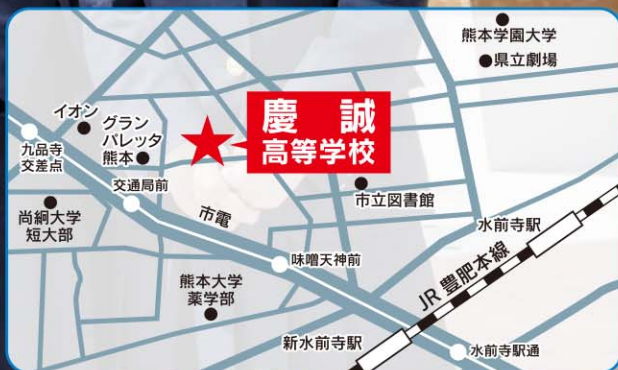 熊本学園大学
県立劇場
慶誠
高等学校
イオン
グラン
パレッタ
熊本
九品寺
交差点
交通局前
尚絅大学
短大部
市電
市立図書館
水前寺駅
味噌天神前
JR 豊肥本線
熊本大学
薬学部
新水前寺駅
水前寺駅通